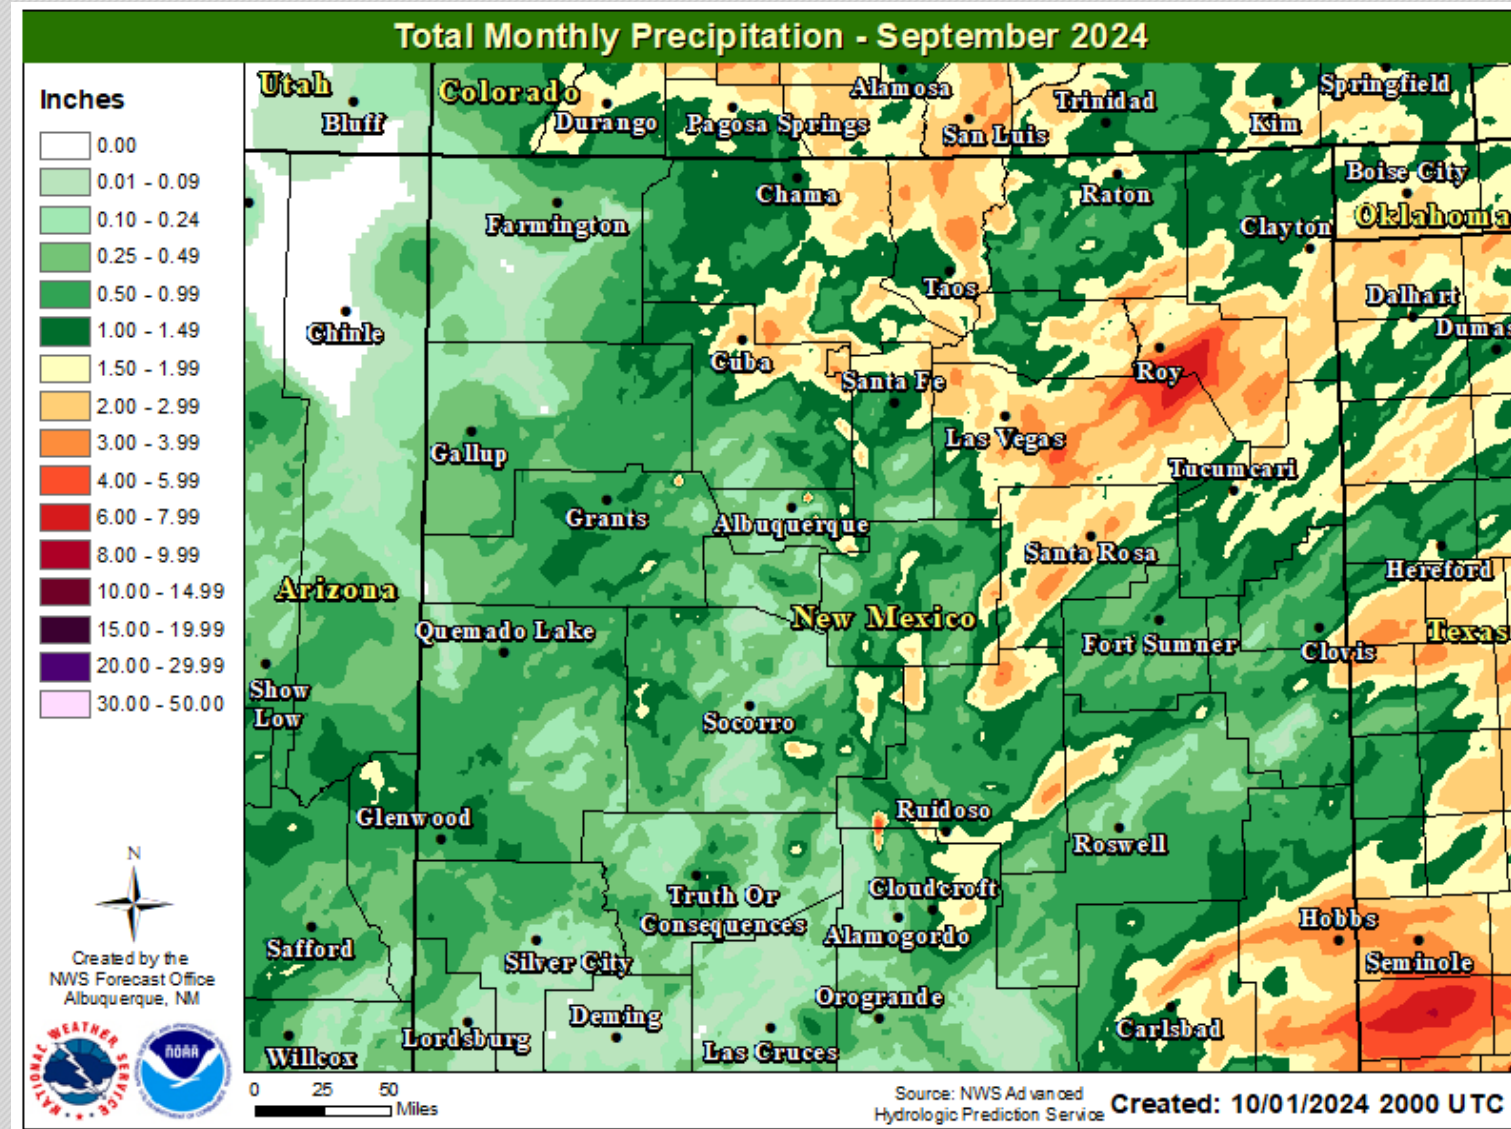 Total Monthly Precipitation - September 2024
Inches
0.00
0.01 - 0.09
0.10 - 0.24
0.25 - 0.49
0.50 - 0.99
1.00 - 1.49
1.50 - 1.99
2.00 - 2.99
3.00 - 3.99
4.00 - 5.99
6.00 - 7.99
8.00 - 9.99
10.00 - 14.99
15.00 - 19.99
20.00 - 29.99
30.00 - 50.00
N
Created by the
NWS Forecast Office
Albuquerque, NM
NATIONAL WEATHER SERVICE
NOAA
Utah
Colorado
Bluff
Durango
Pagosa Springs
Alamosa
San Luis
Trinidad
Kim
Springfield
Boise City
Oklahoma
Chama
Raton
Farmington
Clayton
Taos
Dalhart
Dumas
Chinle
Cuba
Santa Fe
Roy
Las Vegas
Gallup
Tucumcari
Grants
Albuquerque
Santa Rosa
Hereford
Arizona
New Mexico
Quemado Lake
Fort Sumner
Clovis
Texas
Show
Low
Socorro
Glenwood
Ruidoso
Roswell
Truth Or
Consequences
Cloudcroft
Alamogordo
Hobbs
Seminole
Safford
Silver City
Orogrande
Carlsbad
Willcox
Lordsburg
Deming
Las Cruces
0 25 50
Miles
Source: NWS Advanced
Hydrologic Prediction Service
Created: 10/01/2024 2000 UTC